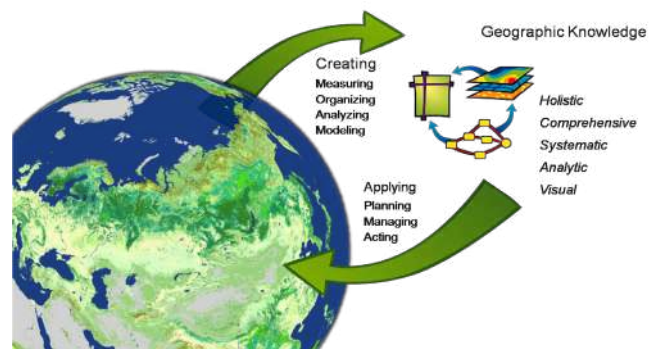 Geographic Knowledge
Creating
Measuring
Organizing
Analyzing
Modeling
Holistic
Comprehensive
Systematic
Analytic
Visual
Applying
Planning
Managing
Acting